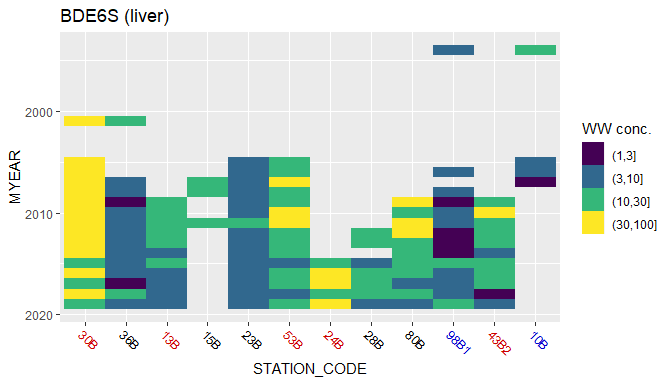 BDE6S (liver)
MYEAR
2000
2010
2020
30B
36B
13B
15B
23B
53B
24B
28B
80B
98B1
43B2
10B
STATION_CODE
WW conc.
(1,3]
(3,10]
(10,30]
(30,100]